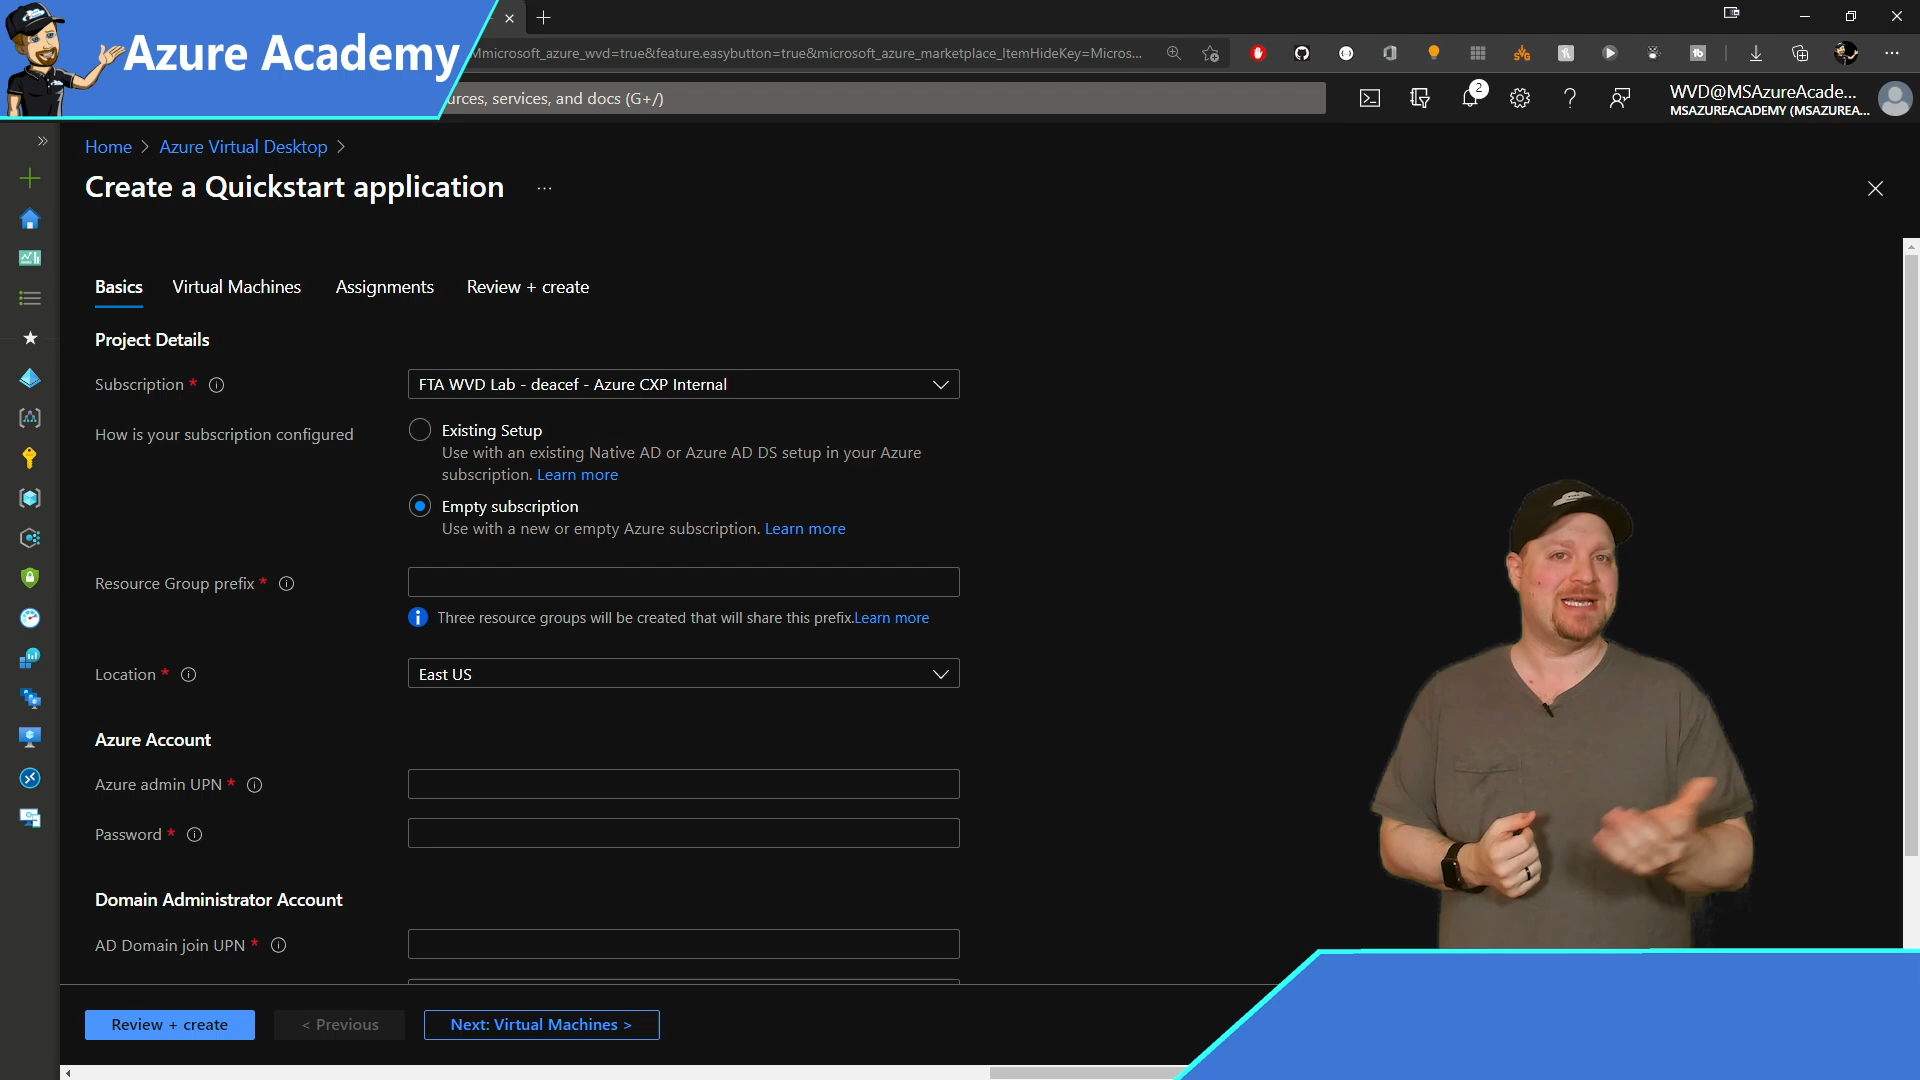 Azure Academy
Mmicrosoft_azure_wvd=true&feature.easybutton=true&microsoft_azure_marketplace_ItemHideKey=Micros...
urces, services, and docs (G+/)
2
WVD@MSAzureAcade...
MSAZUREACADEMY (MSAZUREA...
Home > Azure Virtual Desktop >
Create a Quickstart application ...
Basics Virtual Machines Assignments Review + create
Project Details
Subscription *
FTA WVD Lab - deacef - Azure CXP Internal
How is your subscription configured
Existing Setup
Use with an existing Native AD or Azure AD DS setup in your Azure
subscription. Learn more
Empty subscription
Use with a new or empty Azure subscription. Learn more
Resource Group prefix *
Three resource groups will be created that will share this prefix.Learn more
Location *
East US
Azure Account
Azure admin UPN *
Password *
Domain Administrator Account
AD Domain join UPN *
Review + create
< Previous
Next: Virtual Machines >